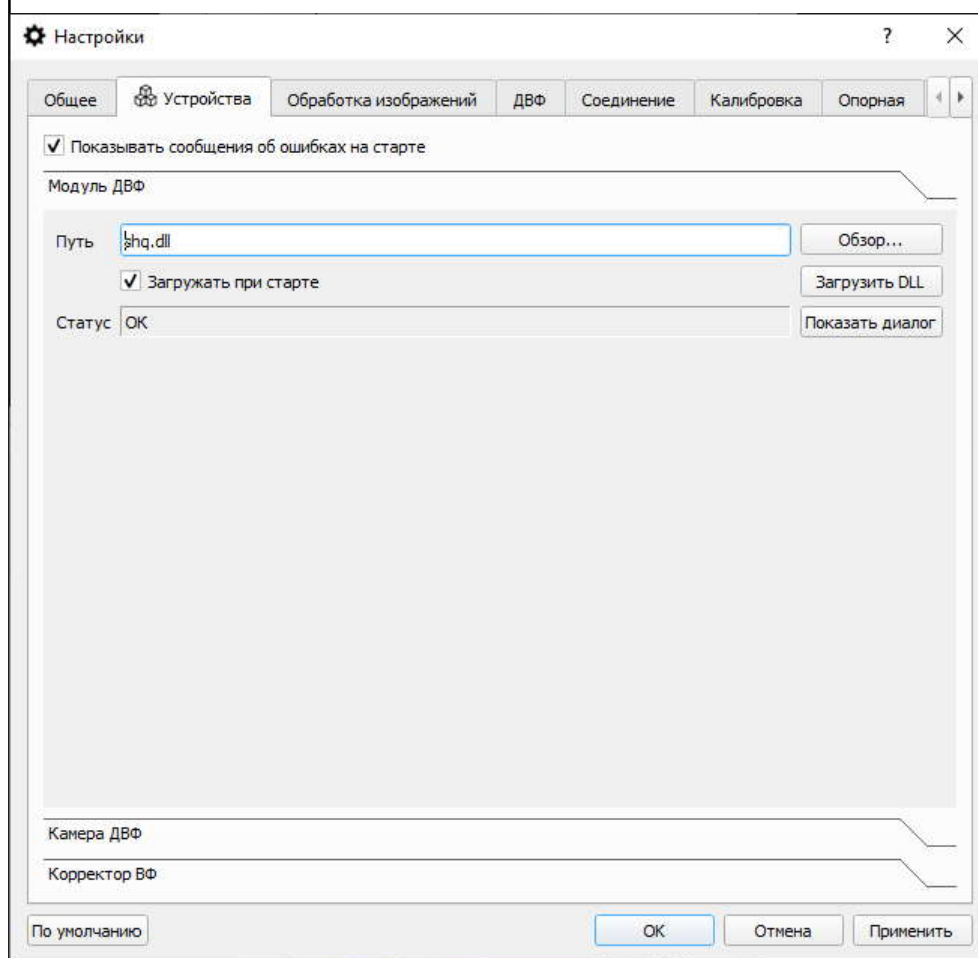 Настройки
Общее Устройства Обработка изображений ДВФ Соединение Калибровка Опорная
Показывать сообщения об ошибках на старте
Модуль ДВФ
Путь shq.dll Обзор...
Загружать при старте Загрузить DLL
Статус OK Показать диалог
Камера ДВФ
Корректор ВФ
По умолчанию OK Отмена Применить